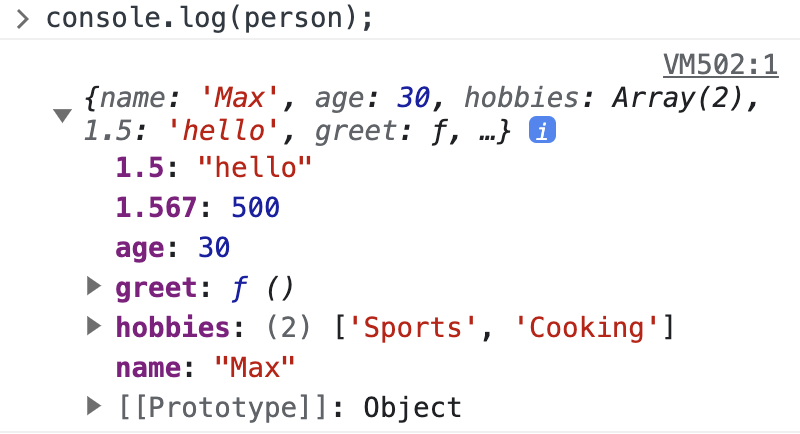 > console.log(person);
VM502:1
▼ {name: 'Max', age: 30, hobbies: Array(2),
1.5: 'hello', greet: ƒ, …} i
1.5: "hello"
1.567: 500
age: 30
▶ greet: ƒ ()
▶ hobbies: (2) ['Sports', 'Cooking']
name: "Max"
▶ [[Prototype]]: Object